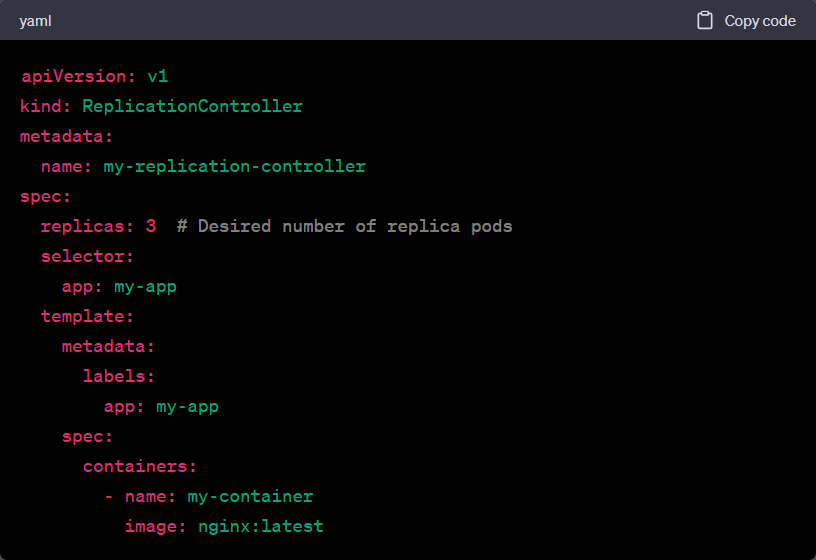 yaml
Copy code
apiVersion: v1
kind: ReplicationController
metadata:
  name: my-replication-controller
spec:
  replicas: 3  # Desired number of replica pods
  selector:
    app: my-app
  template:
    metadata:
      labels:
        app: my-app
    spec:
      containers:
        - name: my-container
          image: nginx:latest